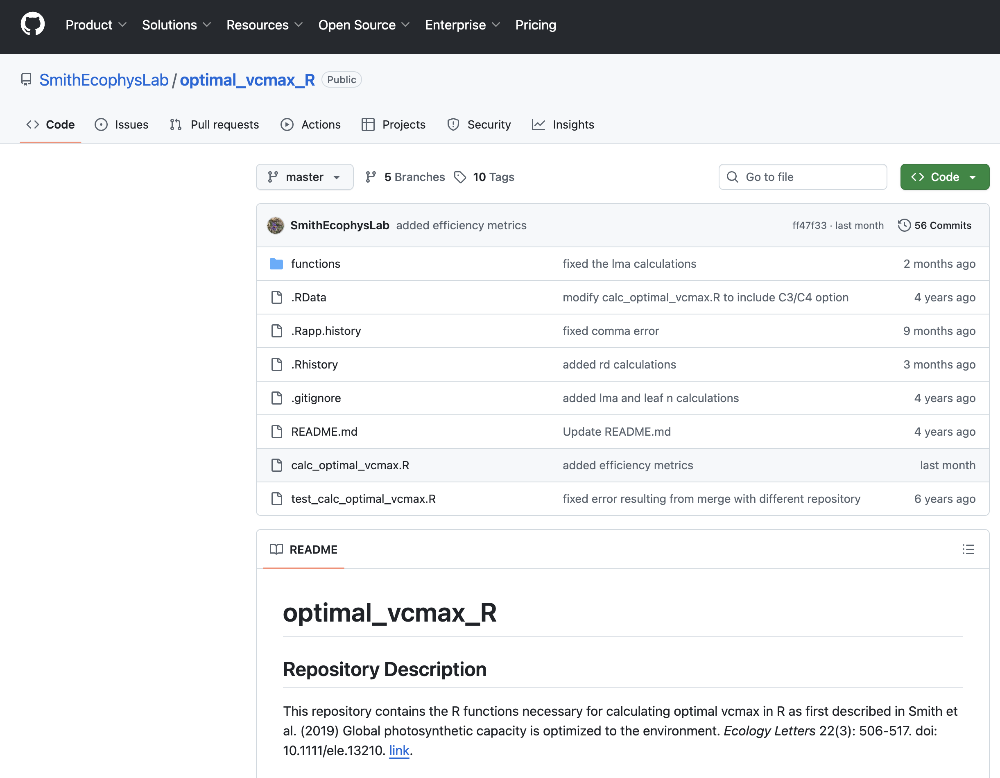 Product Solutions Resources Open Source Enterprise Pricing
SmithEcophysLab / optimal_vcmax_R Public
Code Issues Pull requests Actions Projects Security Insights
master 5 Branches 10 Tags Go to file Code
SmithEcophysLab added efficiency metrics ff47f33 · last month 56 Commits
functions fixed the lma calculations 2 months ago
.RData modify calc_optimal_vcmax.R to include C3/C4 option 4 years ago
.Rapp.history fixed comma error 9 months ago
.Rhistory added rd calculations 3 months ago
.gitignore added lma and leaf n calculations 4 years ago
README.md Update README.md 4 years ago
calc_optimal_vcmax.R added efficiency metrics last month
test_calc_optimal_vcmax.R fixed error resulting from merge with different repository 6 years ago
README
optimal_vcmax_R
Repository Description
This repository contains the R functions necessary for calculating optimal vcmax in R as first described in Smith et
al. (2019) Global photosynthetic capacity is optimized to the environment. Ecology Letters 22(3): 506-517. doi:
10.1111/ele.13210. link.